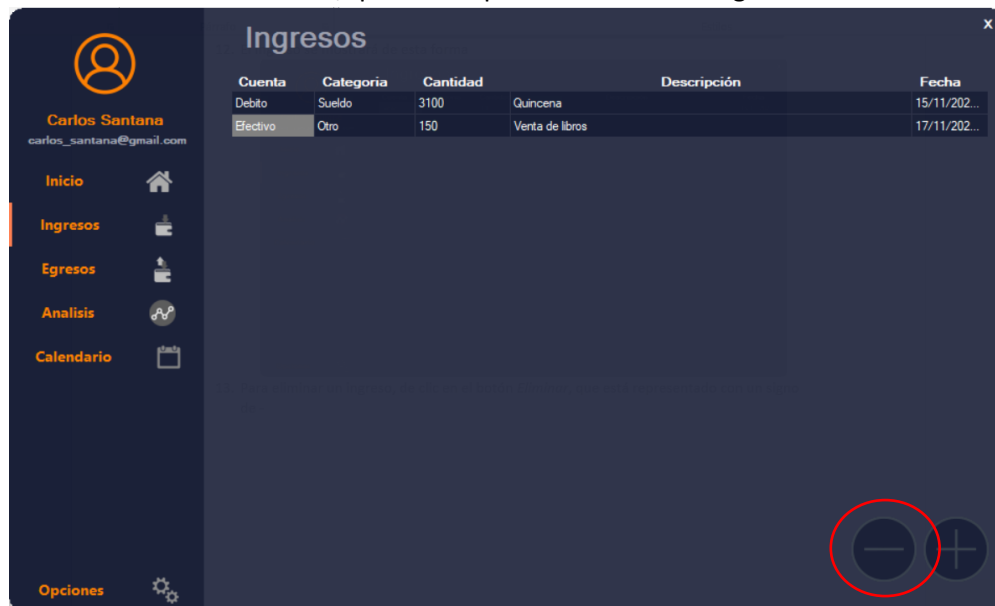 Ingresos
x
Cuenta Categoria Cantidad Descripción Fecha
Debito Sueldo 3100 Quincena 15/11/202...
Efectivo Otro 150 Venta de libros 17/11/202...
Carlos Santana
carlos_santana@gmail.com
Inicio
Ingresos
Egresos
Analisis
Calendario
Opciones